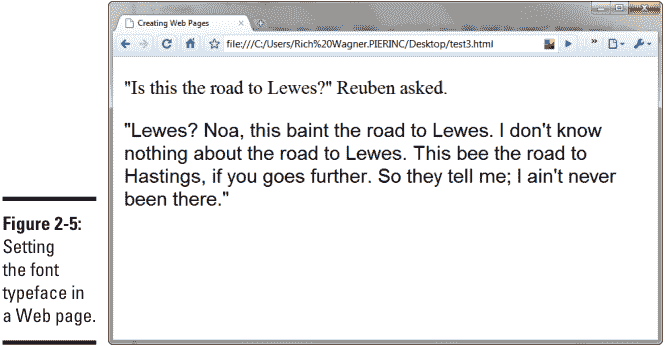 Creating Web Pages
file:///C:/Users/Rich%20Wagner.PIERINC/Desktop/test3.html
"Is this the road to Lewes?" Reuben asked.
"Lewes? Noa, this baint the road to Lewes. I don't know
nothing about the road to Lewes. This bee the road to
Hastings, if you goes further. So they tell me; I ain't never
been there."
Figure 2-5:
Setting
the font
typeface in
a Web page.